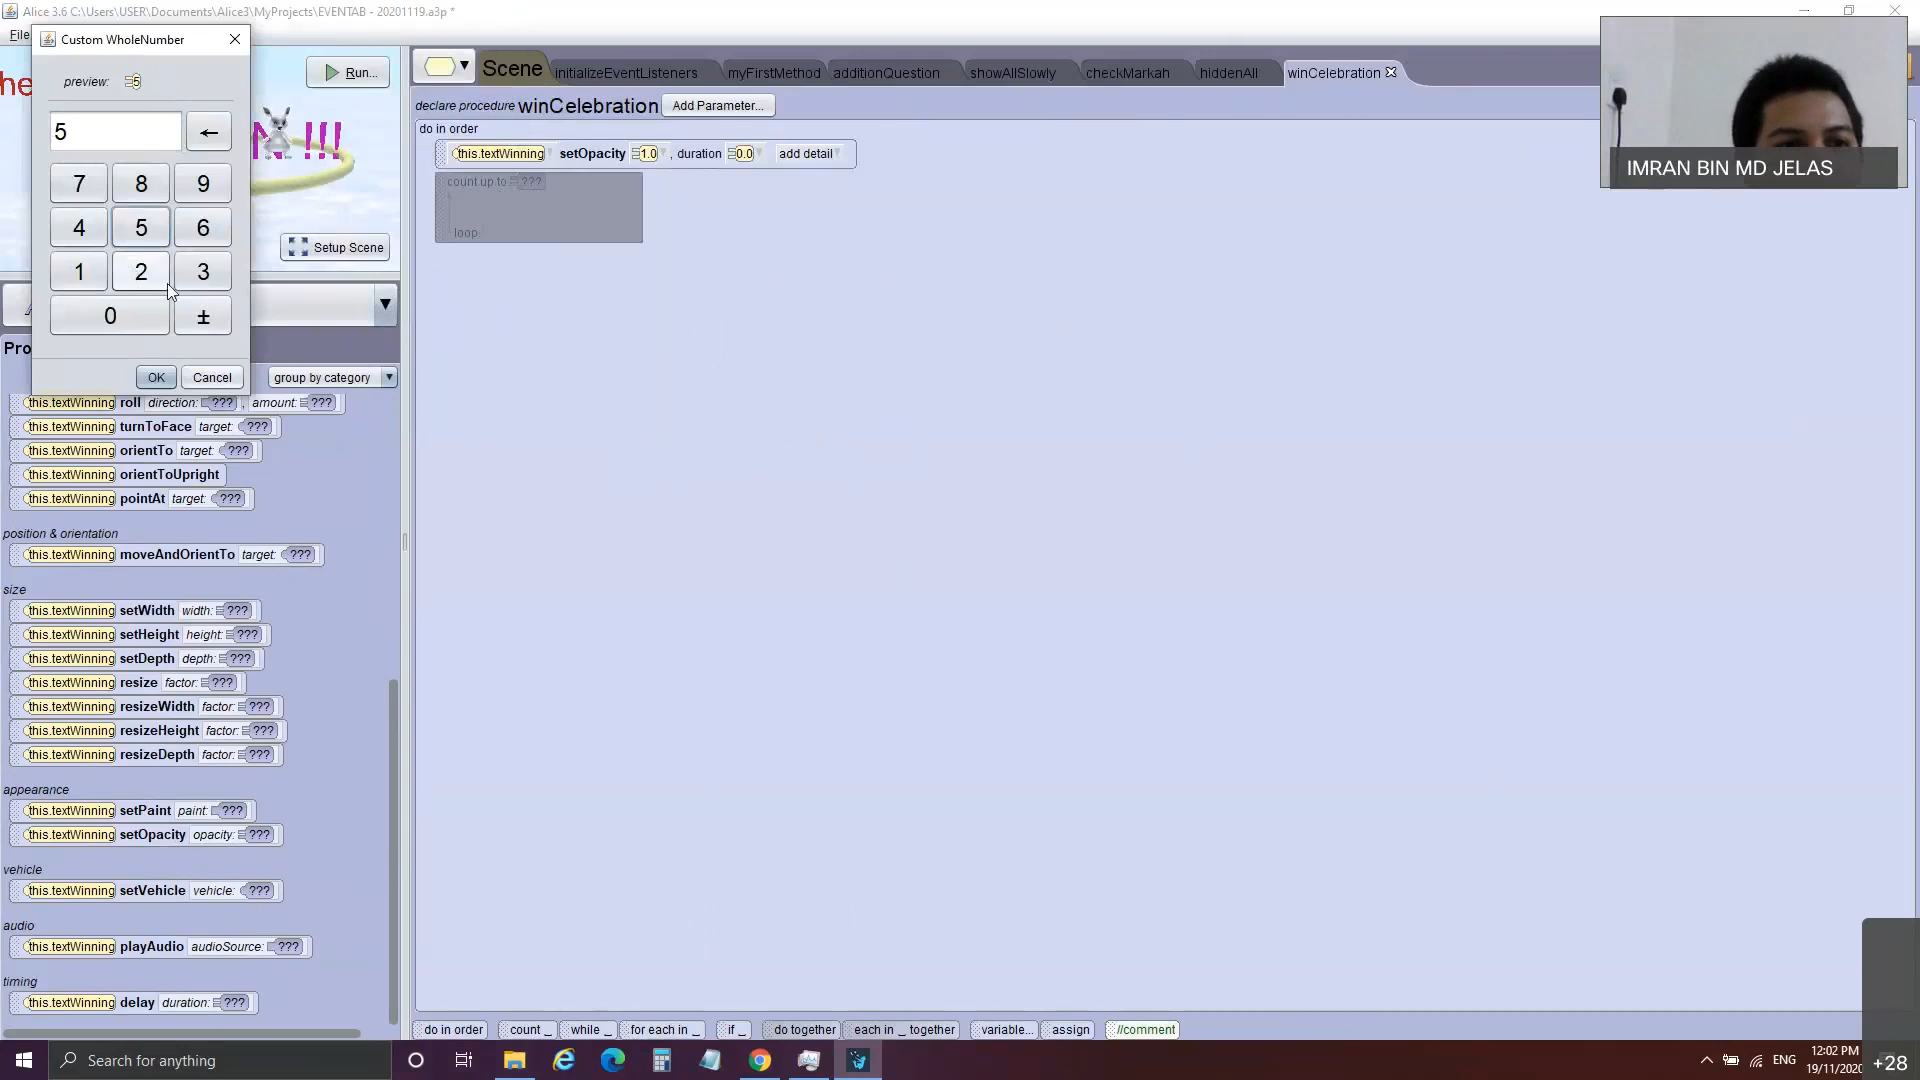 Alice 3.6 C:\Users\USER\Documents\Alice3\MyProjects\EVENTAB - 20201119.a3p *
File
Custom WholeNumber
preview: 5
5 ←
7 8 9
4 5 6
1 2 3
0 ±
OK Cancel
he
N !!!
Run...
Setup Scene
Pro
group by category
Scene initializeEventListeners myFirstMethod additionQuestion showAllSlowly checkMarkah hiddenAll winCelebration
declare procedure winCelebration Add Parameter...
do in order
this.textWinning setOpacity 1.0 , duration 0.0 add detail
count up to ???
loop
IMRAN BIN MD JELAS
this.textWinning roll direction: ??? , amount: ???
this.textWinning turnToFace target: ???
this.textWinning orientTo target: ???
this.textWinning orientToUpright
this.textWinning pointAt target: ???
position & orientation
this.textWinning moveAndOrientTo target: ???
size
this.textWinning setWidth width: ???
this.textWinning setHeight height: ???
this.textWinning setDepth depth: ???
this.textWinning resize factor: ???
this.textWinning resizeWidth factor: ???
this.textWinning resizeHeight factor: ???
this.textWinning resizeDepth factor: ???
appearance
this.textWinning setPaint paint: ???
this.textWinning setOpacity opacity: ???
vehicle
this.textWinning setVehicle vehicle: ???
audio
this.textWinning playAudio audioSource: ???
timing
this.textWinning delay duration: ???
do in order count _ while _ for each in _ if _ do together each in _ together variable... assign //comment
Search for anything
ENG
12:02 PM
19/11/2020
+28